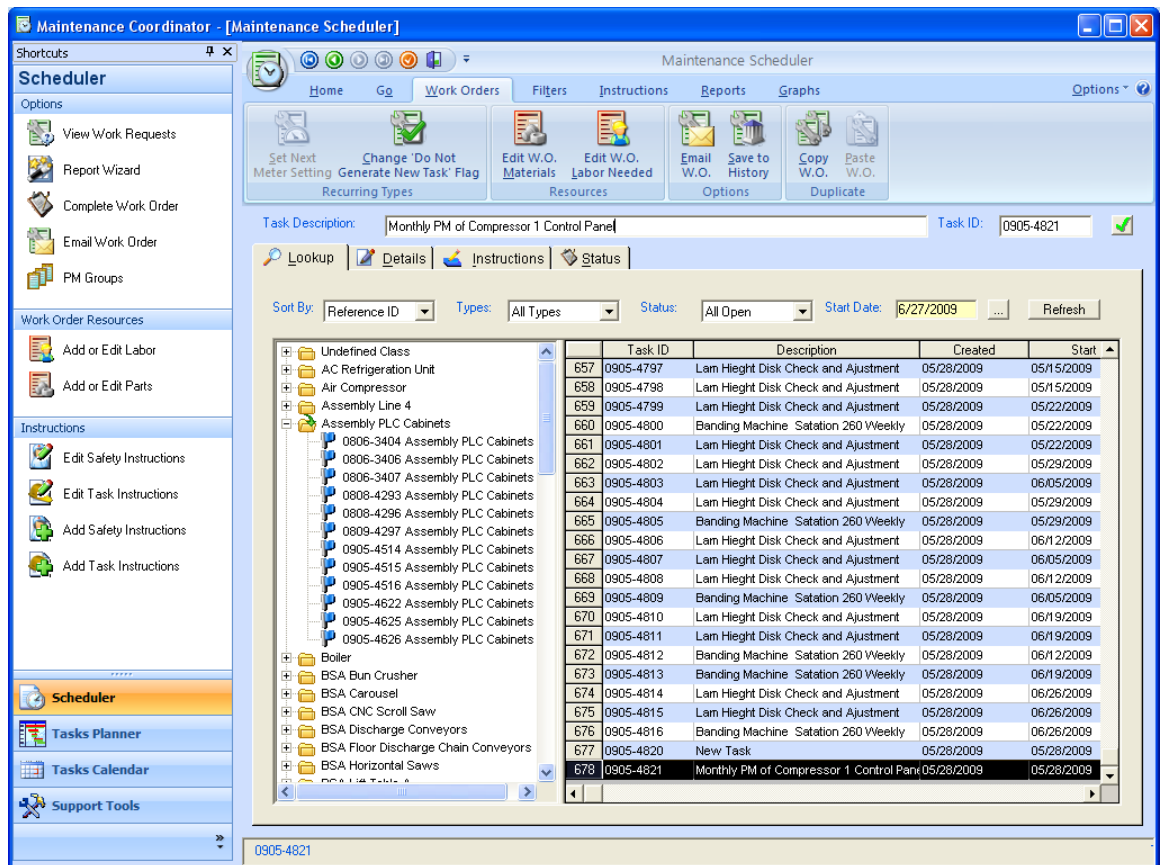 Maintenance Coordinator - [Maintenance Scheduler]
Shortcuts
Scheduler
Options
View Work Requests
Report Wizard
Complete Work Order
Email Work Order
PM Groups
Work Order Resources
Add or Edit Labor
Add or Edit Parts
Instructions
Edit Safety Instructions
Edit Task Instructions
Add Safety Instructions
Add Task Instructions
Scheduler
Tasks Planner
Tasks Calendar
Support Tools
Maintenance Scheduler
Home Go Work Orders Filters Instructions Reports Graphs Options
Set Next Meter Setting
Change 'Do Not Generate New Task' Flag
Recurring Types
Edit W.O. Materials
Edit W.O. Labor Needed
Resources
Email W.O.
Save to History
Options
Copy W.O.
Paste W.O.
Duplicate
Task Description: Monthly PM of Compressor 1 Control Panel Task ID: 0905-4821
Lookup Details Instructions Status
Sort By: Reference ID Types: All Types Status: All Open Start Date: 6/27/2009 ... Refresh
Undefined Class
AC Refrigeration Unit
Air Compressor
Assembly Line 4
Assembly PLC Cabinets
0806-3404 Assembly PLC Cabinets
0806-3406 Assembly PLC Cabinets
0806-3407 Assembly PLC Cabinets
0808-4293 Assembly PLC Cabinets
0808-4296 Assembly PLC Cabinets
0809-4297 Assembly PLC Cabinets
0905-4514 Assembly PLC Cabinets
0905-4515 Assembly PLC Cabinets
0905-4516 Assembly PLC Cabinets
0905-4622 Assembly PLC Cabinets
0905-4625 Assembly PLC Cabinets
0905-4626 Assembly PLC Cabinets
Boiler
BSA Bun Crusher
BSA Carousel
BSA CNC Scroll Saw
BSA Discharge Conveyors
BSA Floor Discharge Chain Conveyors
BSA Horizontal Saws
Task ID Description Created Start
657 0905-4797 Lam Hieght Disk Check and Ajustment 05/28/2009 05/15/2009
658 0905-4798 Lam Hieght Disk Check and Ajustment 05/28/2009 05/15/2009
659 0905-4799 Lam Hieght Disk Check and Ajustment 05/28/2009 05/22/2009
660 0905-4800 Banding Machine Satation 260 Weekly 05/28/2009 05/22/2009
661 0905-4801 Lam Hieght Disk Check and Ajustment 05/28/2009 05/22/2009
662 0905-4802 Lam Hieght Disk Check and Ajustment 05/28/2009 05/29/2009
663 0905-4803 Lam Hieght Disk Check and Ajustment 05/28/2009 06/05/2009
664 0905-4804 Lam Hieght Disk Check and Ajustment 05/28/2009 05/29/2009
665 0905-4805 Banding Machine Satation 260 Weekly 05/28/2009 05/29/2009
666 0905-4806 Lam Hieght Disk Check and Ajustment 05/28/2009 06/12/2009
667 0905-4807 Lam Hieght Disk Check and Ajustment 05/28/2009 06/05/2009
668 0905-4808 Lam Hieght Disk Check and Ajustment 05/28/2009 06/12/2009
669 0905-4809 Banding Machine Satation 260 Weekly 05/28/2009 06/05/2009
670 0905-4810 Lam Hieght Disk Check and Ajustment 05/28/2009 06/19/2009
671 0905-4811 Lam Hieght Disk Check and Ajustment 05/28/2009 06/19/2009
672 0905-4812 Banding Machine Satation 260 Weekly 05/28/2009 06/12/2009
673 0905-4813 Banding Machine Satation 260 Weekly 05/28/2009 06/19/2009
674 0905-4814 Lam Hieght Disk Check and Ajustment 05/28/2009 06/26/2009
675 0905-4815 Lam Hieght Disk Check and Ajustment 05/28/2009 06/26/2009
676 0905-4816 Banding Machine Satation 260 Weekly 05/28/2009 06/26/2009
677 0905-4820 New Task 05/28/2009 05/28/2009
678 0905-4821 Monthly PM of Compressor 1 Control Pane 05/28/2009 05/28/2009
0905-4821